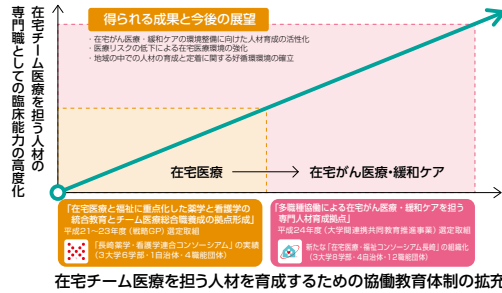 得られる成果と今後の展望
・在宅がん医療・緩和ケアの環境整備に向けた人材育成の活性化
・医療リスクの低下による在宅医療環境の強化
・地域の中での人材の育成と定着に関する好循環環境の確立
在宅チーム医療を担う人材の
専門職としての臨床能力の高度化
在宅医療
在宅がん医療・緩和ケア
「在宅医療と福祉に重点化した薬学と看護学の
統合教育とチーム医療総合職養成の拠点形成」
平成21～23年度（戦略GP）選定取組
「長崎薬学・看護学連合コンソーシアム」の実績
（3大学6学部・1自治体・4職能団体）
「多職種協働による在宅がん医療・緩和ケアを担う
専門人材育成拠点」
平成24年度（大学間連携共同教育推進事業）選定取組
新たな「在宅医療・福祉コンソーシアム長崎」の組織化
（3大学8学部・4自治体・12職能団体）
在宅チーム医療を担う人材を育成するための協働教育体制の拡充